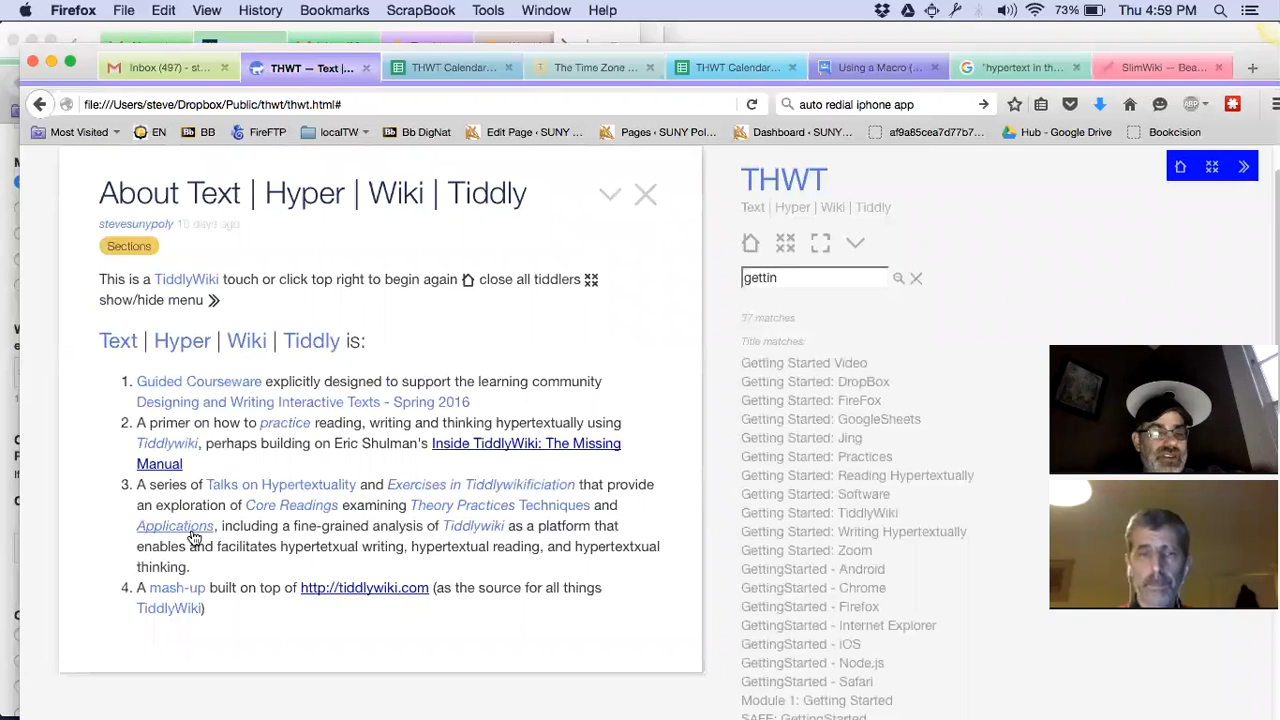 Firefox File Edit View History Bookmarks ScrapBook Tools Window Help 73% Thu 4:59 PM
Inbox (497) - st... THWT — Text |... THWT Calendar... The Time Zone ... THWT Calendar... Using a Macro (... "hypertext in th... SlimWiki — Bea...
file:///Users/steve/Dropbox/Public/thwt/thwt.html# auto redial iphone app
Most Visited EN Bb BB FireFTP localTW Bb Bb DigNat Edit Page · SUNY ... Pages · SUNY Pol... Dashboard · SUNY... af9a85cea7d77b7... Hub - Google Drive Bookcision
About Text | Hyper | Wiki | Tiddly
stevesunypoly 16 days ago
Sections
This is a TiddlyWiki touch or click top right to begin again close all tiddlers
show/hide menu
Text | Hyper | Wiki | Tiddly is:
1. Guided Courseware explicitly designed to support the learning community
Designing and Writing Interactive Texts - Spring 2016
2. A primer on how to practice reading, writing and thinking hypertextually using
Tiddlywiki, perhaps building on Eric Shulman's Inside TiddlyWiki: The Missing
Manual
3. A series of Talks on Hypertextuality and Exercises in Tiddlywikificiation that provide
an exploration of Core Readings examining Theory Practices Techniques and
Applications, including a fine-grained analysis of Tiddlywiki as a platform that
enables and facilitates hypertetxual writing, hypertextual reading, and hypertextxtual
thinking.
4. A mash-up built on top of http://tiddlywiki.com (as the source for all things
TiddlyWiki)
THWT
Text | Hyper | Wiki | Tiddly
gettin
37 matches
Title matches:
Getting Started Video
Getting Started: DropBox
Getting Started: FireFox
Getting Started: GoogleSheets
Getting Started: Jing
Getting Started: Practices
Getting Started: Reading Hypertextually
Getting Started: Software
Getting Started: TiddlyWiki
Getting Started: Writing Hypertextually
Getting Started: Zoom
GettingStarted - Android
GettingStarted - Chrome
GettingStarted - Firefox
GettingStarted - Internet Explorer
GettingStarted - iOS
GettingStarted - Node.js
GettingStarted - Safari
Module 1: Getting Started
SAFE: GettingStarted